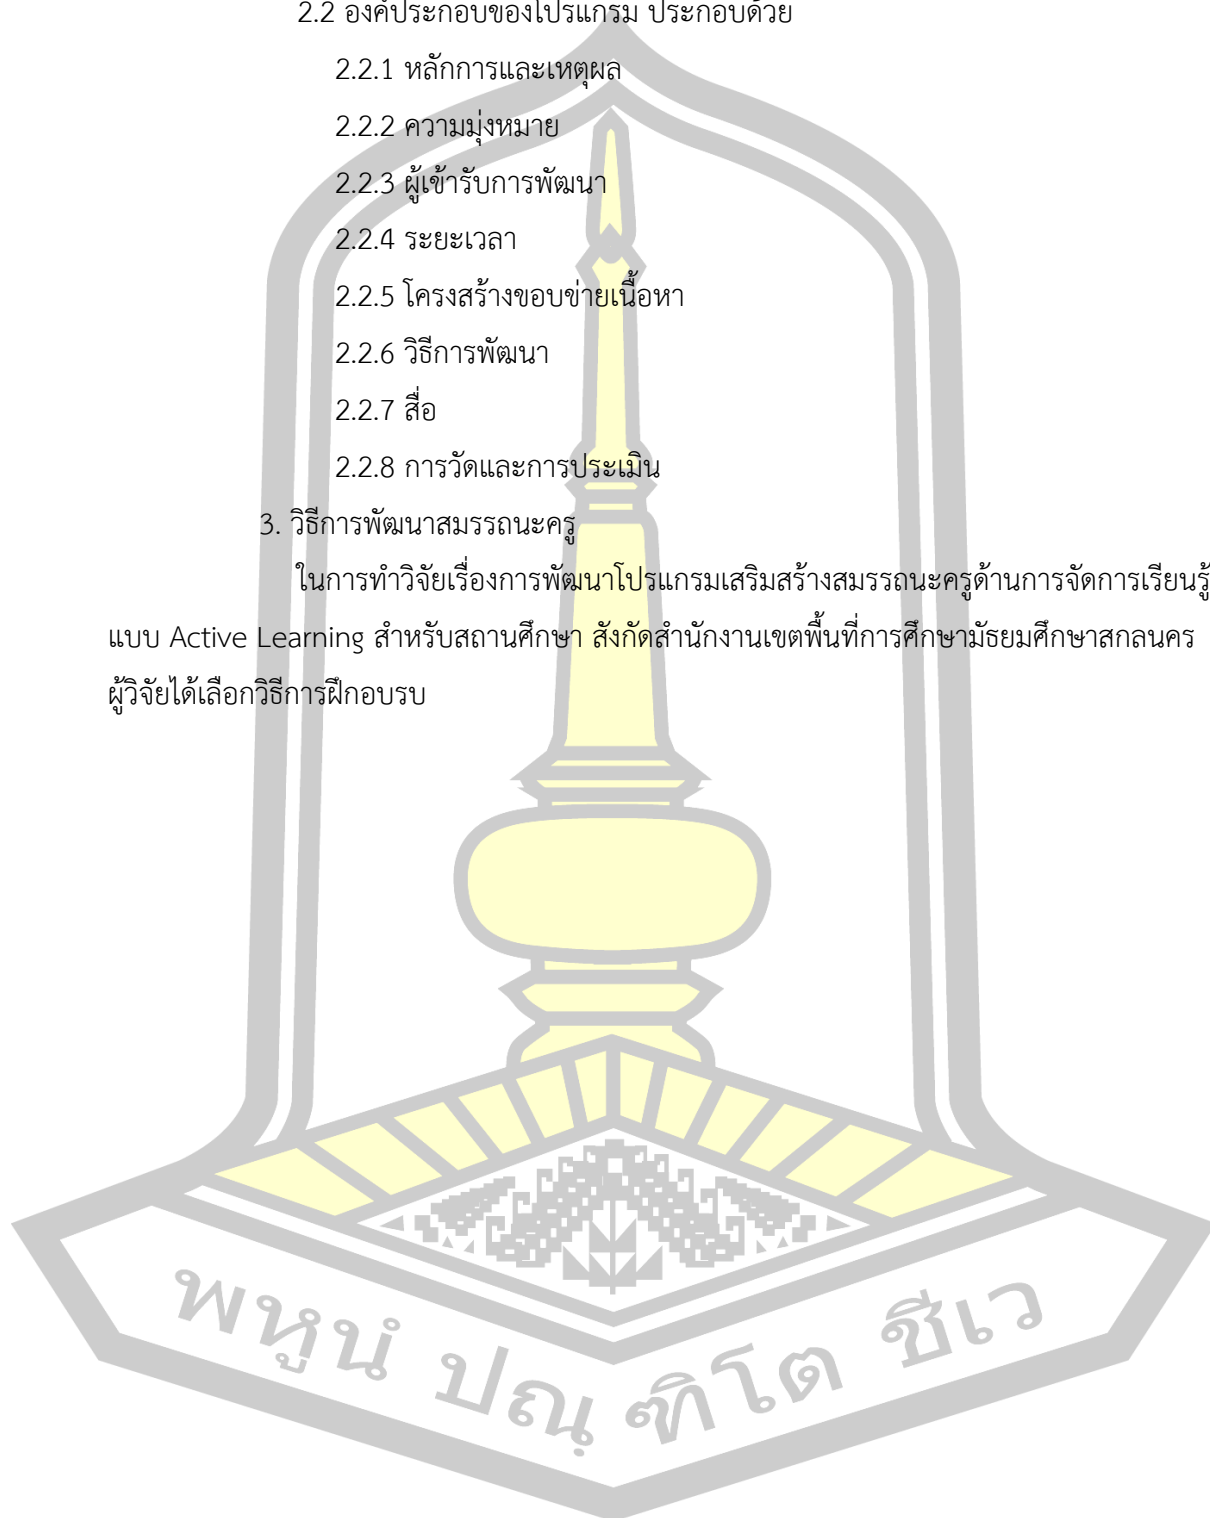 2.2 องค์ประกอบของโปรแกรม ประกอบด้วย
2.2.1 หลักการและเหตุผล
2.2.2 ความมุ่งหมาย
2.2.3 ผู้เข้ารับการพัฒนา
2.2.4 ระยะเวลา
2.2.5 โครงสร้างขอบข่ายเนื้อหา
2.2.6 วิธีการพัฒนา
2.2.7 สื่อ
2.2.8 การวัดและการประเมิน
3. วิธีการพัฒนาสมรรถนะครู
ในการทำวิจัยเรื่องการพัฒนาโปรแกรมเสริมสร้างสมรรถนะครูด้านการจัดการเรียนรู้
แบบ Active Learning สำหรับสถานศึกษา สังกัดสำนักงานเขตพื้นที่การศึกษามัธยมศึกษาสกลนคร
ผู้วิจัยได้เลือกวิธีการฝึกอบรบ
พหูนํ ปณฺฑิโต ชีเว